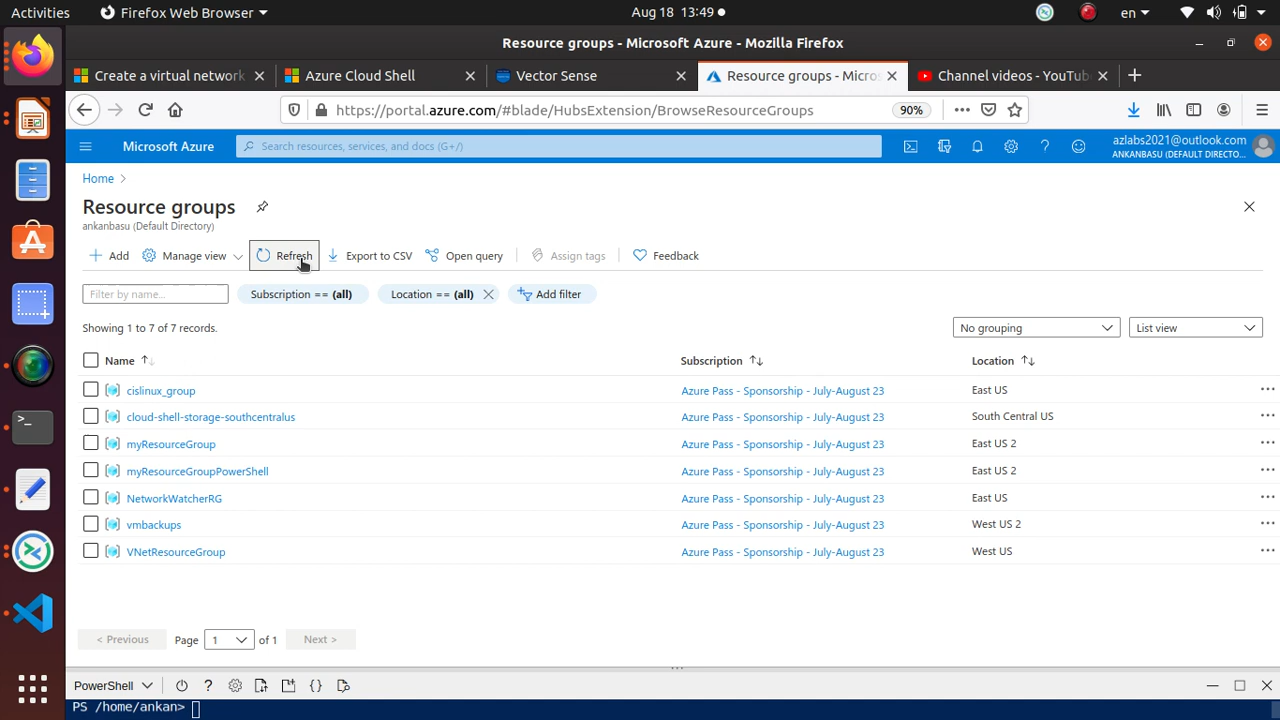 Activities Firefox Web Browser Aug 18 13:49 en
Resource groups - Microsoft Azure - Mozilla Firefox
Create a virtual network Azure Cloud Shell Vector Sense Resource groups - Micros Channel videos - YouTub
https://portal.azure.com/#blade/HubsExtension/BrowseResourceGroups 90%
Microsoft Azure Search resources, services, and docs (G+/) azlabs2021@outlook.com
ANKANBASU (DEFAULT DIRECTO...
Home >
Resource groups
ankanbasu (Default Directory)
Add Manage view Refresh Export to CSV Open query Assign tags Feedback
Filter by name... Subscription == (all) Location == (all) Add filter
Showing 1 to 7 of 7 records. No grouping List view
Name Subscription Location
cislinux_group Azure Pass - Sponsorship - July-August 23 East US
cloud-shell-storage-southcentralus Azure Pass - Sponsorship - July-August 23 South Central US
myResourceGroup Azure Pass - Sponsorship - July-August 23 East US 2
myResourceGroupPowerShell Azure Pass - Sponsorship - July-August 23 East US 2
NetworkWatcherRG Azure Pass - Sponsorship - July-August 23 East US
vmbackups Azure Pass - Sponsorship - July-August 23 West US 2
VNetResourceGroup Azure Pass - Sponsorship - July-August 23 West US
< Previous Page 1 of 1 Next >
PowerShell ? {}
PS /home/ankan>